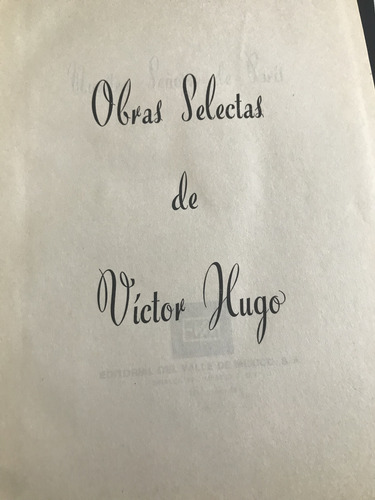 Obras Selectas
de
Víctor Hugo
EDITORIAL DEL VALLE DE MEXICO, S. A.